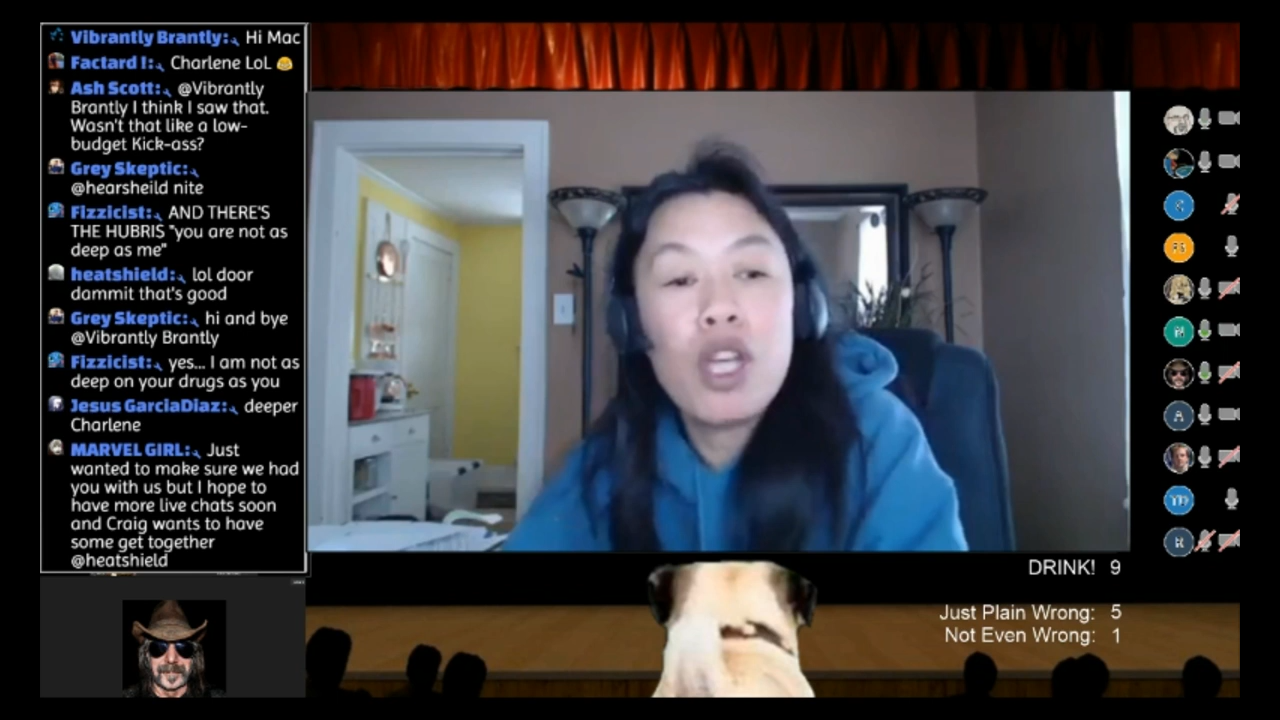 Vibrantly Brantly: Hi Mac
Factard !: Charlene LoL 😂
Ash Scott: @Vibrantly
Brantly I think I saw that.
Wasn't that like a low-
budget Kick-ass?
Grey Skeptic:
@hearsheild nite
Fizzicist: AND THERE'S
THE HUBRIS "you are not as
deep as me"
heatshield: lol door
dammit that's good
Grey Skeptic: hi and bye
@Vibrantly Brantly
Fizzicist: yes... I am not as
deep on your drugs as you
Jesus GarciaDiaz: deeper
Charlene
MARVEL GIRL: Just
wanted to make sure we had
you with us but I hope to
have more live chats soon
and Craig wants to have
some get together
@heatshield
DRINK! 9
Just Plain Wrong: 5
Not Even Wrong: 1